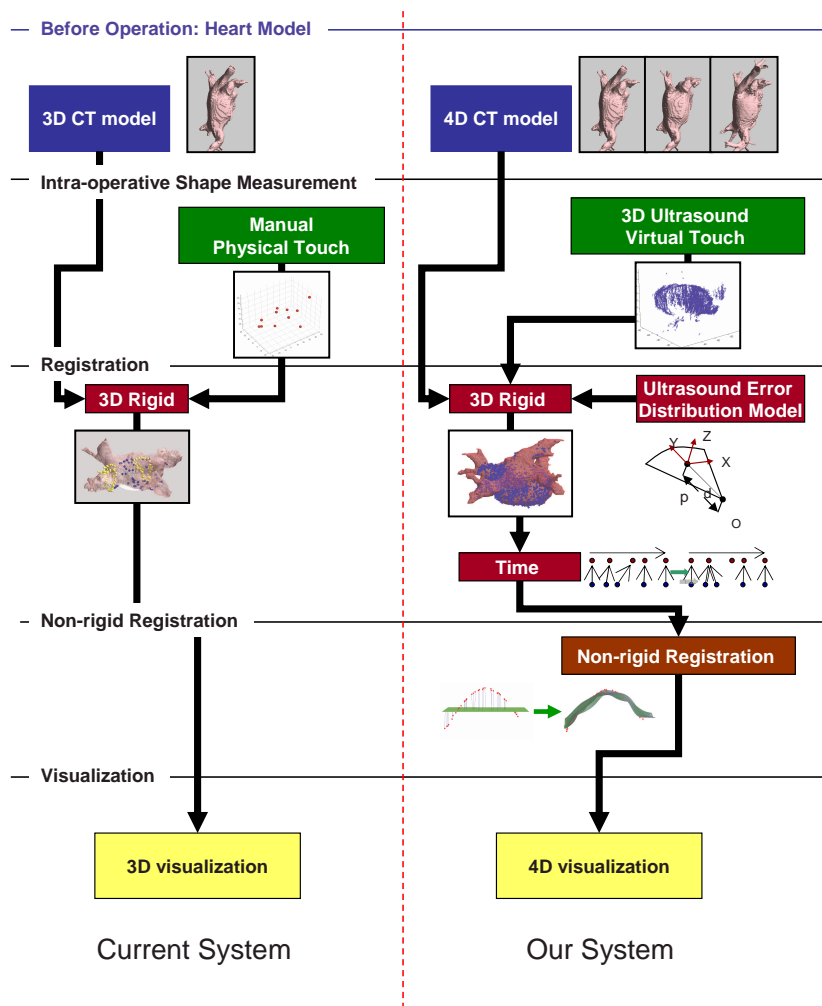 Before Operation: Heart Model
3D CT model
4D CT model
Intra-operative Shape Measurement
Manual
Physical Touch
3D Ultrasound
Virtual Touch
Registration
3D Rigid
3D Rigid
Ultrasound Error
Distribution Model
Y
Z
X
p
d
O
Time
Non-rigid Registration
Non-rigid Registration
Visualization
3D visualization
4D visualization
Current System
Our System